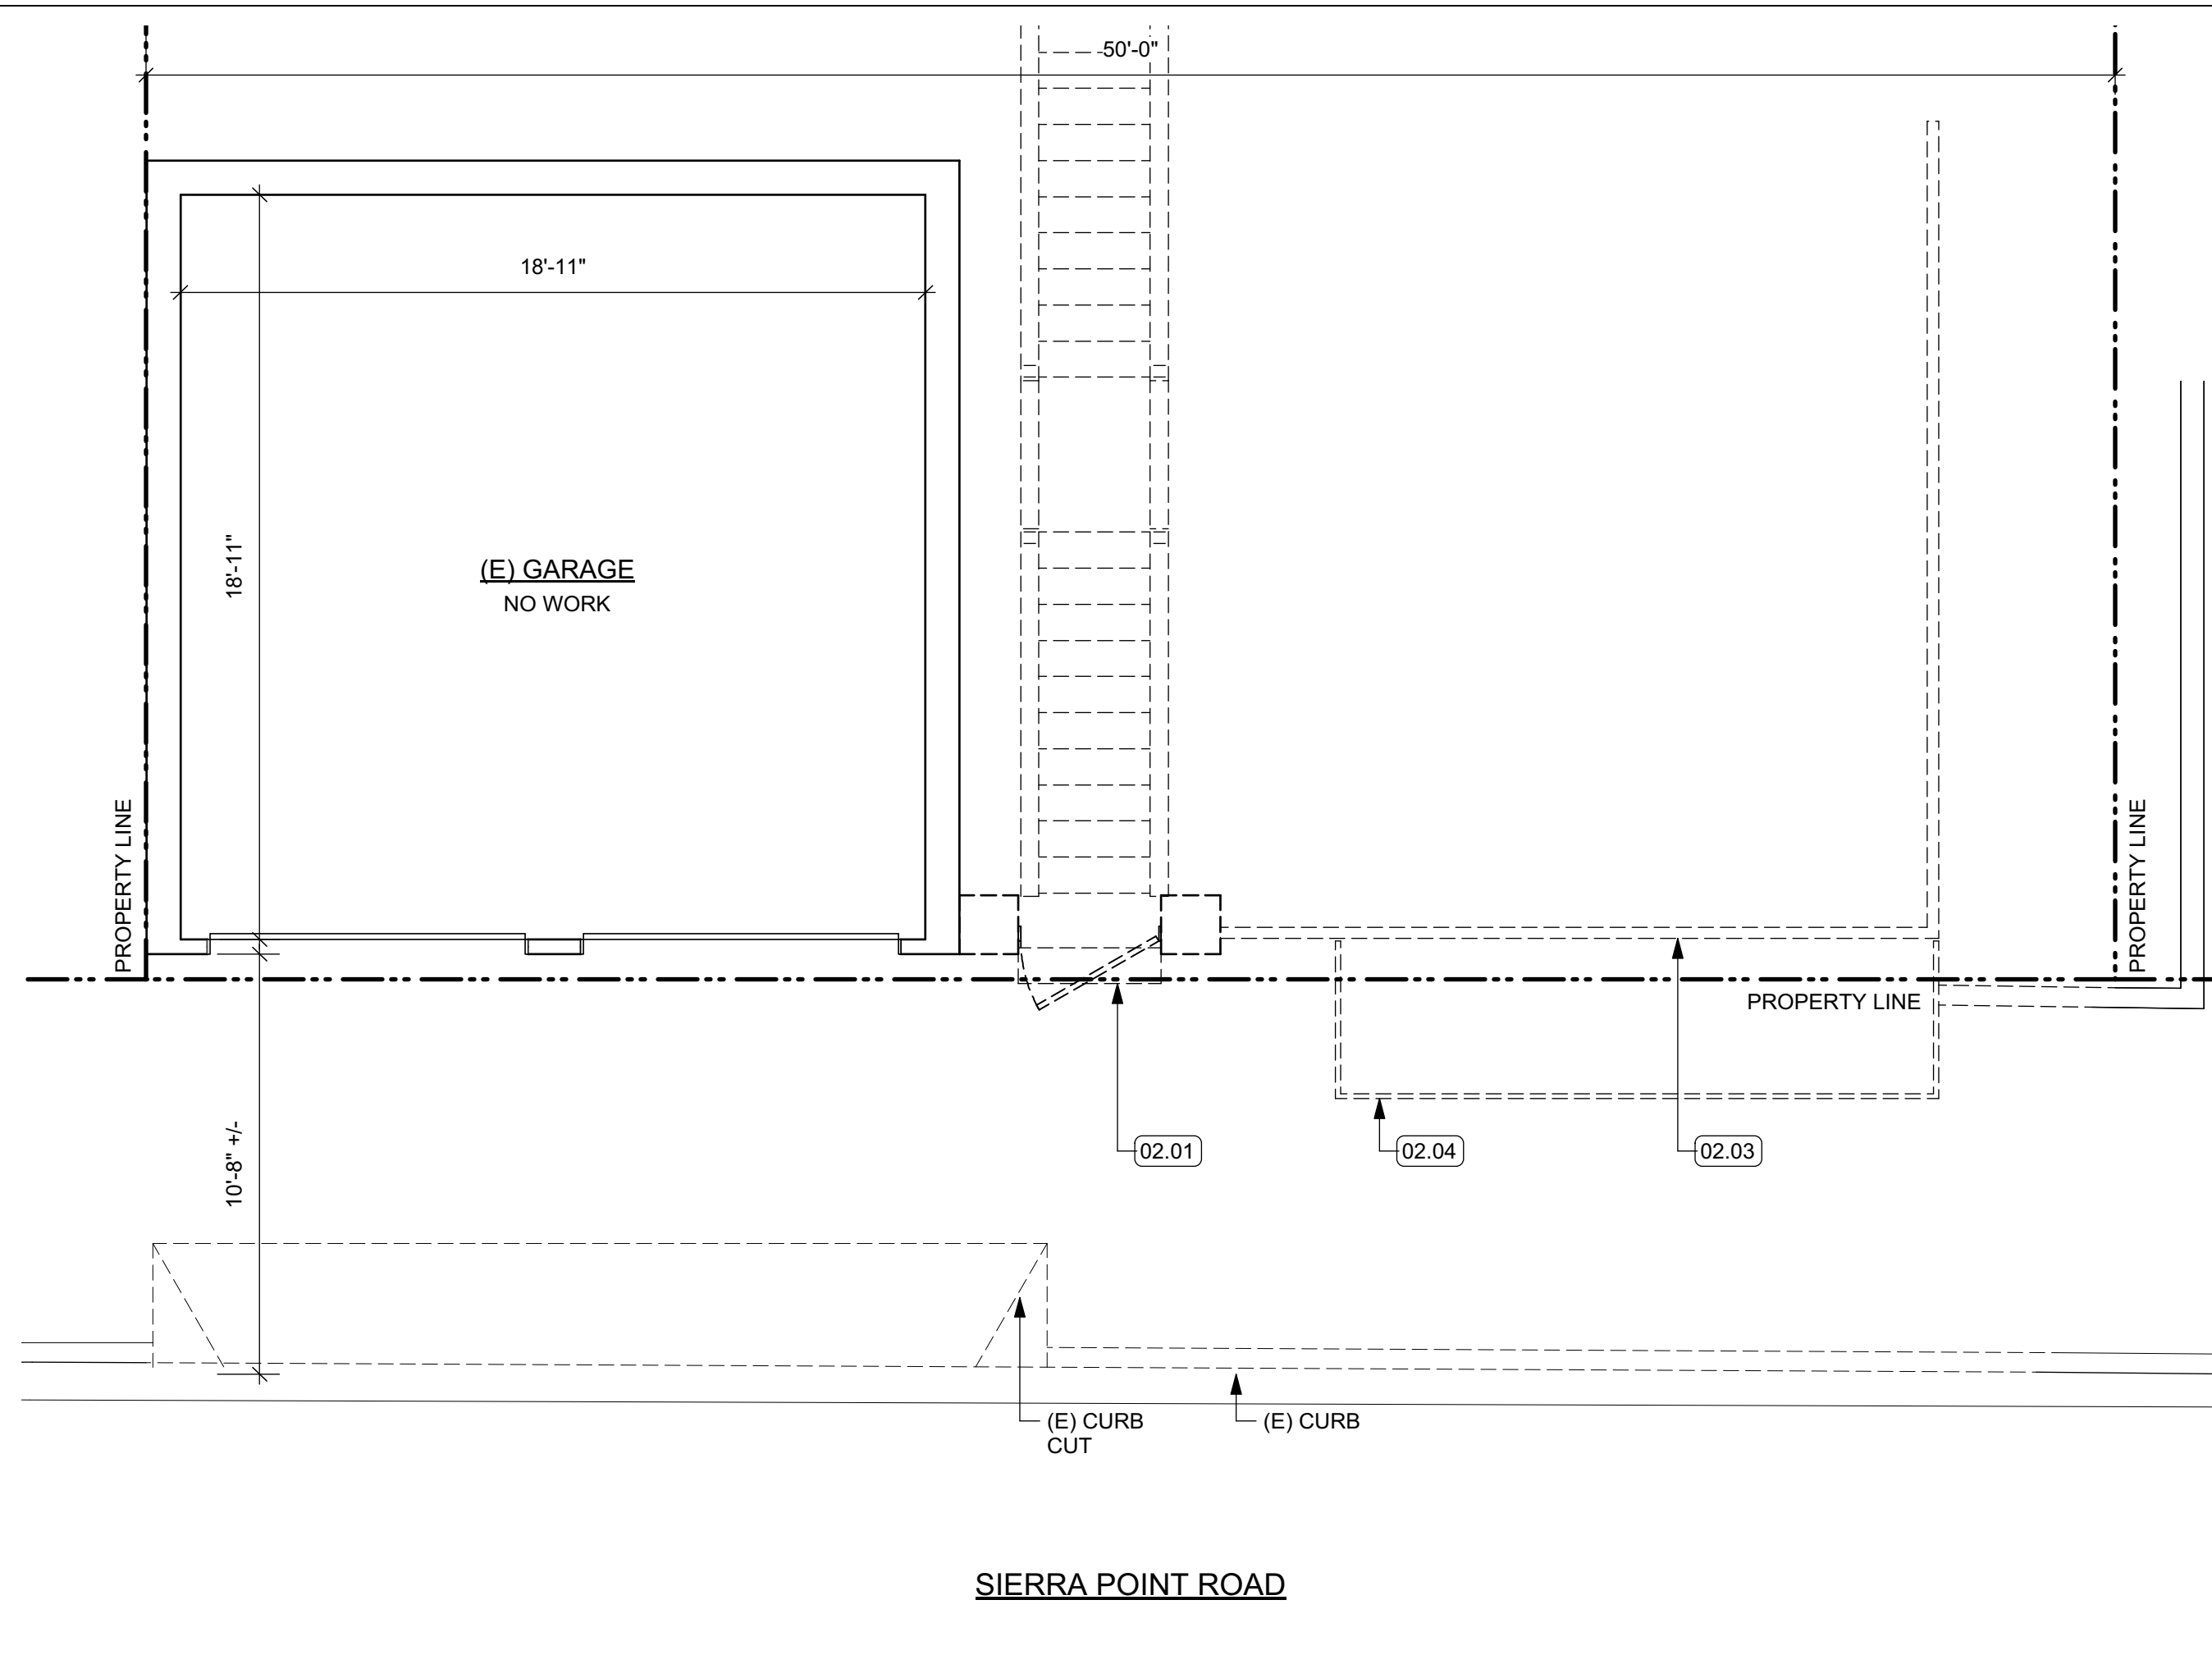 50'-0"
18'-11"
18'-11"
(E) GARAGE
NO WORK
PROPERTY LINE
PROPERTY LINE
PROPERTY LINE
10'-8" +/-
02.01
02.04
02.03
(E) CURB
CUT
(E) CURB
SIERRA POINT ROAD